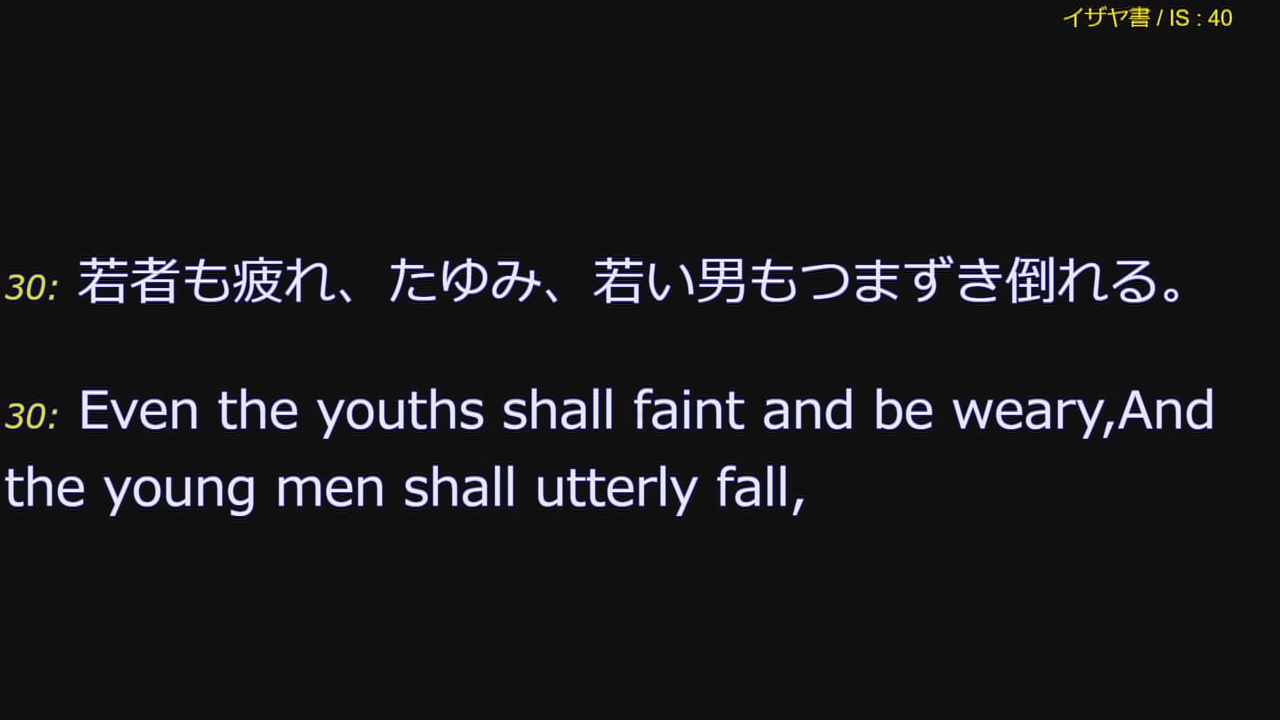 イザヤ書 / IS : 40
30: 若者も疲れ、たゆみ、若い男もつまずき倒れる。
30: Even the youths shall faint and be weary,And
the young men shall utterly fall,